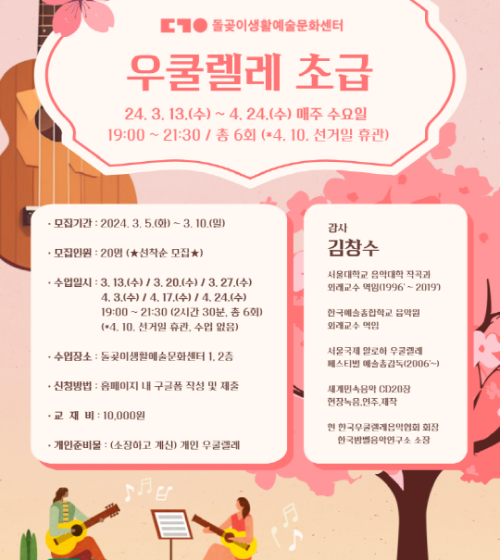 돌곶이생활예술문화센터
우쿨렐레 초급
24. 3. 13.(수) ~ 4. 24.(수) 매주 수요일
19:00 ~ 21:30 / 총 6회 (*4. 10. 선거일 휴관)
· 모집기간 : 2024. 3. 5.(화) ~ 3. 10.(일)
· 모집인원 : 20명 (★선착순 모집★)
· 수업일시 : 3. 13.(수) / 3. 20.(수) / 3. 27.(수)
4. 3.(수) / 4. 17.(수) / 4. 24.(수)
19:00 ~ 21:30 (2시간 30분, 총 6회)
(*4. 10. 선거일 휴관, 수업 없음)
· 수업장소 : 돌곶이생활예술문화센터 1, 2층
· 신청방법 : 홈페이지 내 구글폼 작성 및 제출
· 교 재 비 : 10,000원
· 개인준비물 : (소장하고 계신) 개인 우쿨렐레
강사
김창수
서울대학교 음악대학 작곡과
외래교수 역임(1996' ~ 2019')
한국예술종합학교 음악원
외래교수 역임
서울국제 알로하 우쿨렐레
페스티벌 예술총감독(2006'~)
세계민속음악 CD20장
현장녹음,연주,제작
현 한국우쿨렐레음악협회 회장
한국팝벨음악연구소 소장